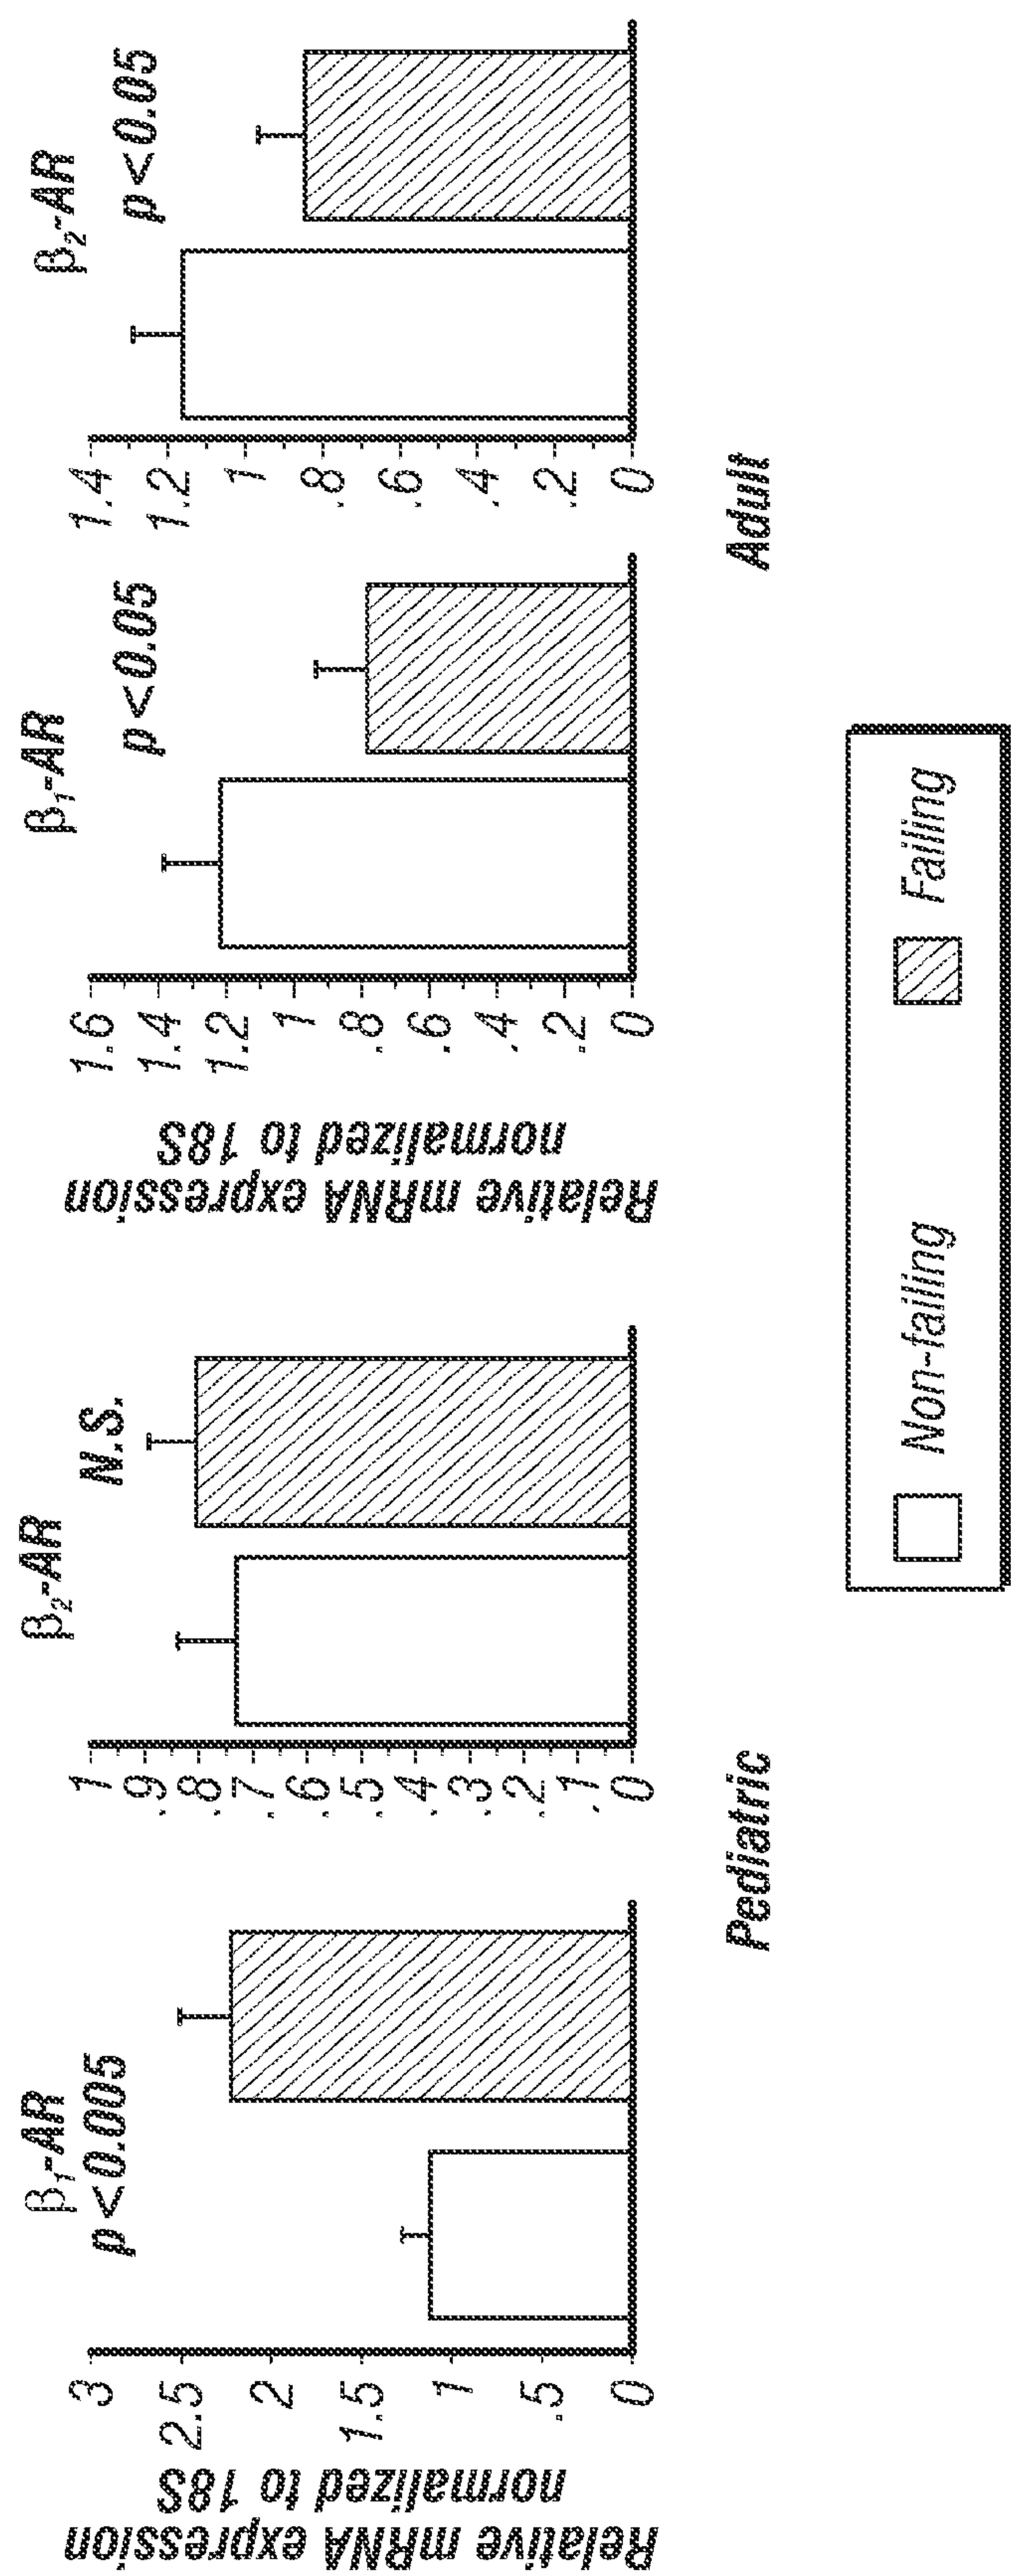 β₁-AR
p<0.005
Relative mRNA expression
normalized to 18S
3
2.5
2
1.5
1
.5
0
β₂-AR
N.S.
1
.9
.8
.7
.6
.5
.4
.3
.2
.1
0
Pediatric
β₁-AR
p<0.05
Relative mRNA expression
normalized to 18S
1.6
1.4
1.2
1
.8
.6
.4
.2
0
β₂-AR
p<0.05
1.4
1.2
1
.8
.6
.4
.2
0
Adult
Non-failing Failing